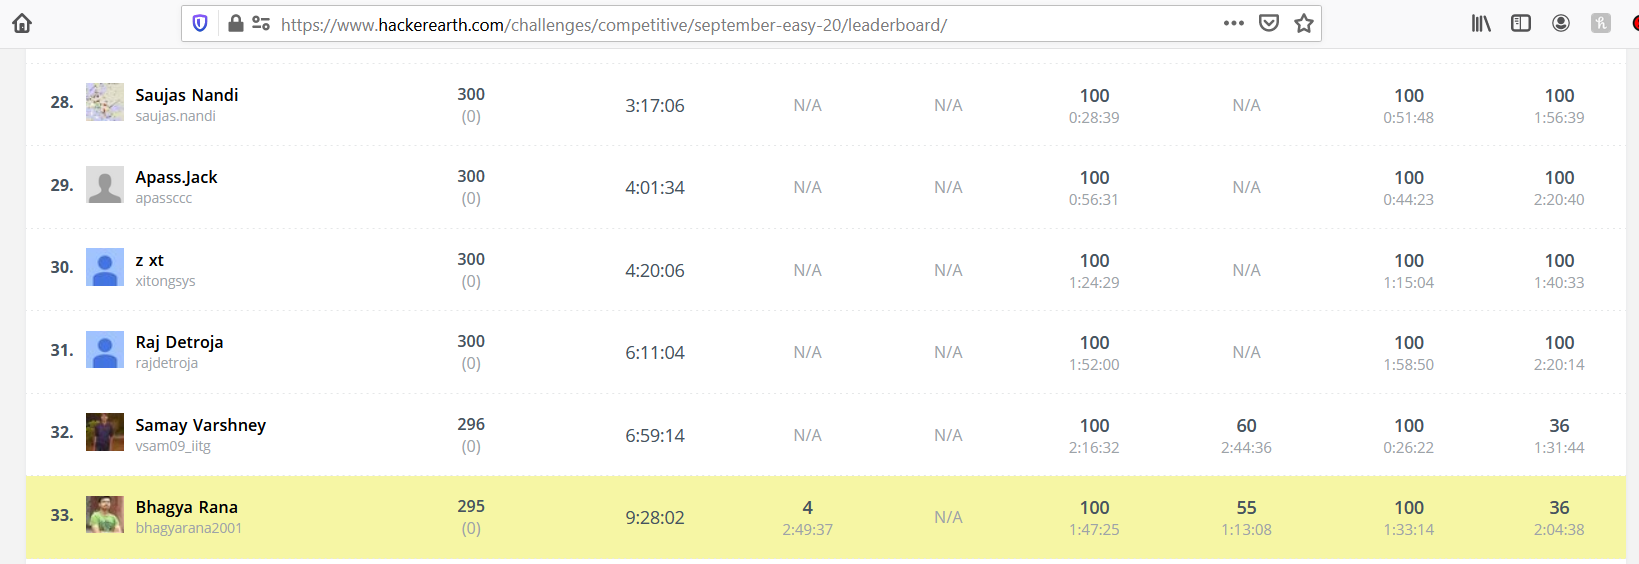 https://www.hackerearth.com/challenges/competitive/september-easy-20/leaderboard/
28. Saujas Nandi 300 3:17:06 N/A N/A 100 N/A 100 100
saujas.nandi (0) 0:28:39 0:51:48 1:56:39
29. Apass.Jack 300 4:01:34 N/A N/A 100 N/A 100 100
apassccc (0) 0:56:31 0:44:23 2:20:40
30. z xt 300 4:20:06 N/A N/A 100 N/A 100 100
xitongsys (0) 1:24:29 1:15:04 1:40:33
31. Raj Detroja 300 6:11:04 N/A N/A 100 N/A 100 100
rajdetroja (0) 1:52:00 1:58:50 2:20:14
32. Samay Varshney 296 6:59:14 N/A N/A 100 60 100 36
vsam09_iitg (0) 2:16:32 2:44:36 0:26:22 1:31:44
33. Bhagya Rana 295 9:28:02 4 N/A 100 55 100 36
bhagyarana2001 (0) 2:49:37 1:47:25 1:13:08 1:33:14 2:04:38